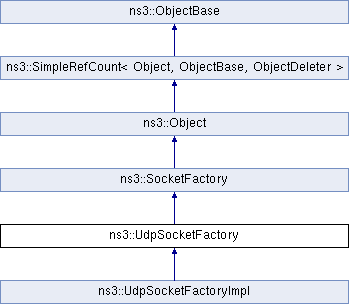 ns3::ObjectBase
ns3::SimpleRefCount< Object, ObjectBase, ObjectDeleter >
ns3::Object
ns3::SocketFactory
ns3::UdpSocketFactory
ns3::UdpSocketFactoryImpl